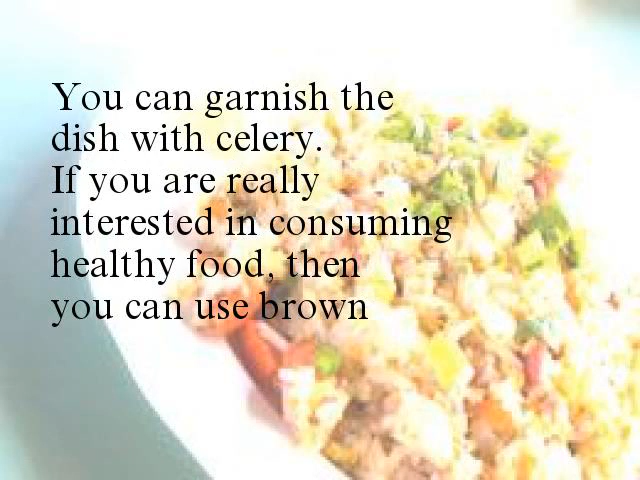 You can garnish the
dish with celery.
If you are really
interested in consuming
healthy food, then
you can use brown